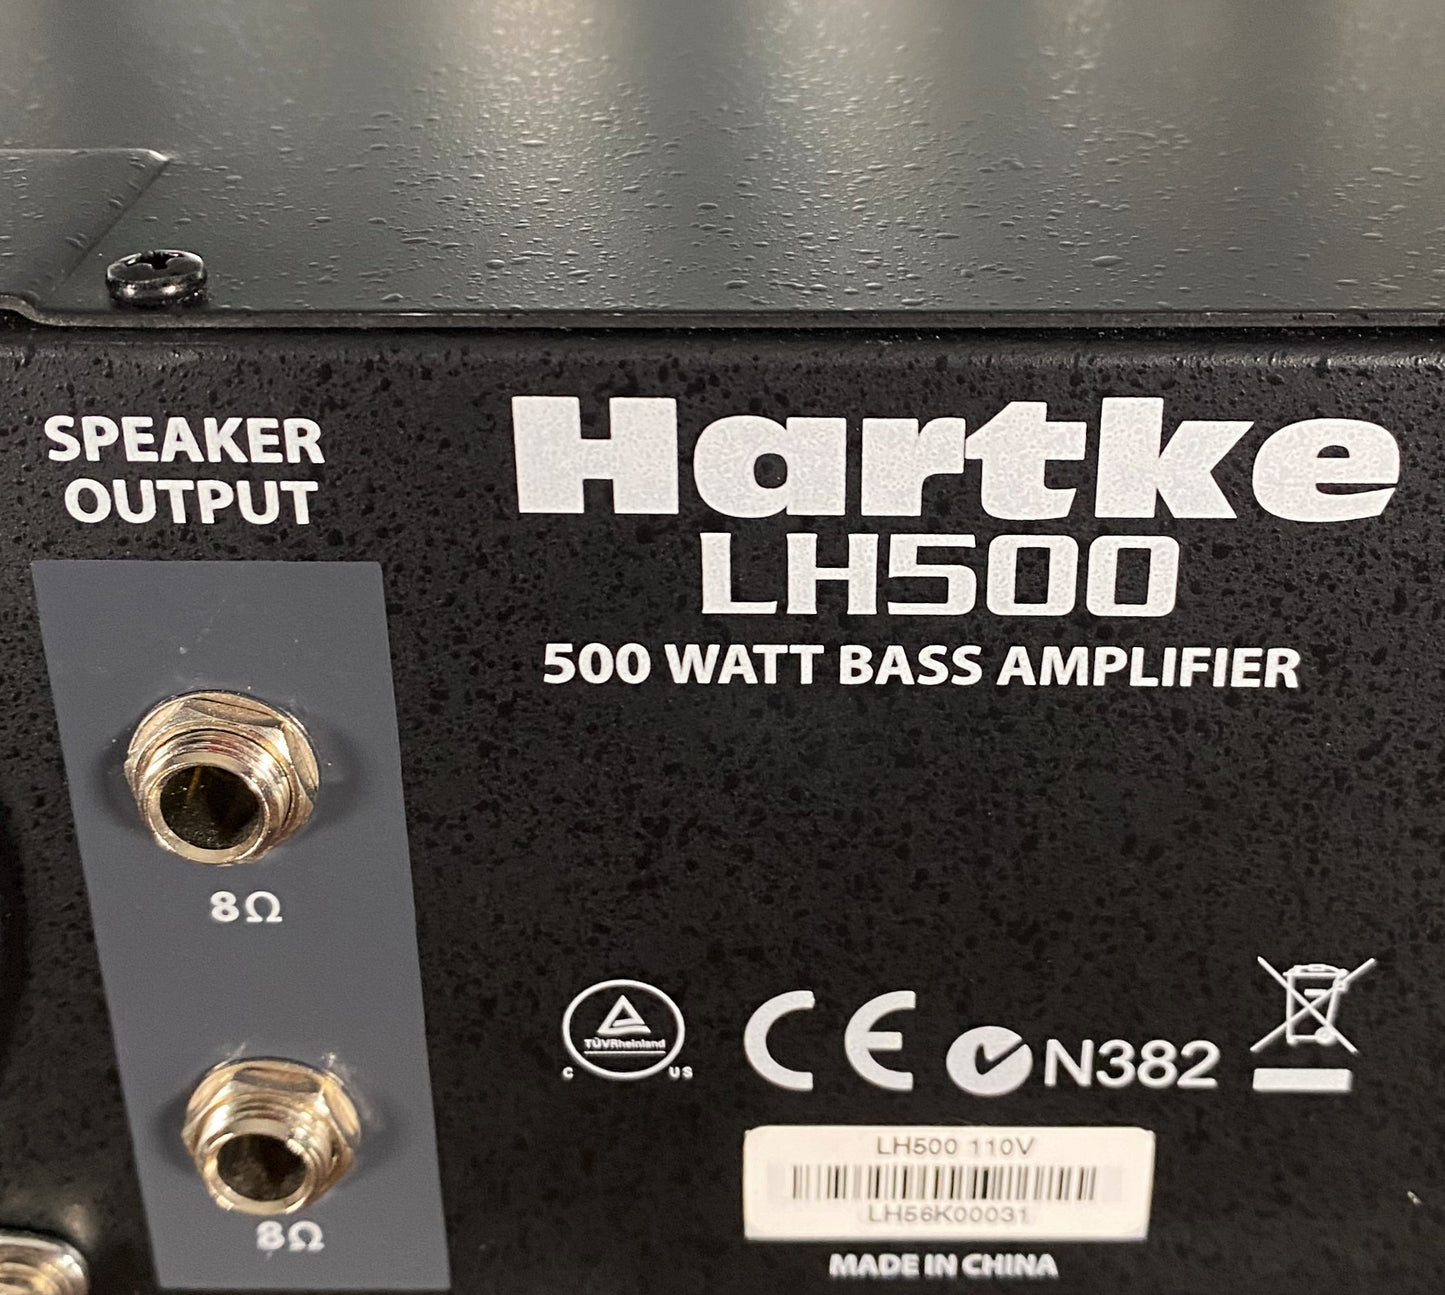 SPEAKER
OUTPUT
8Ω
8Ω
Hartke
LH500
500 WATT BASS AMPLIFIER
TÜVRheinland
C US
CE
N382
LH500 110V
LH56K00031
MADE IN CHINA